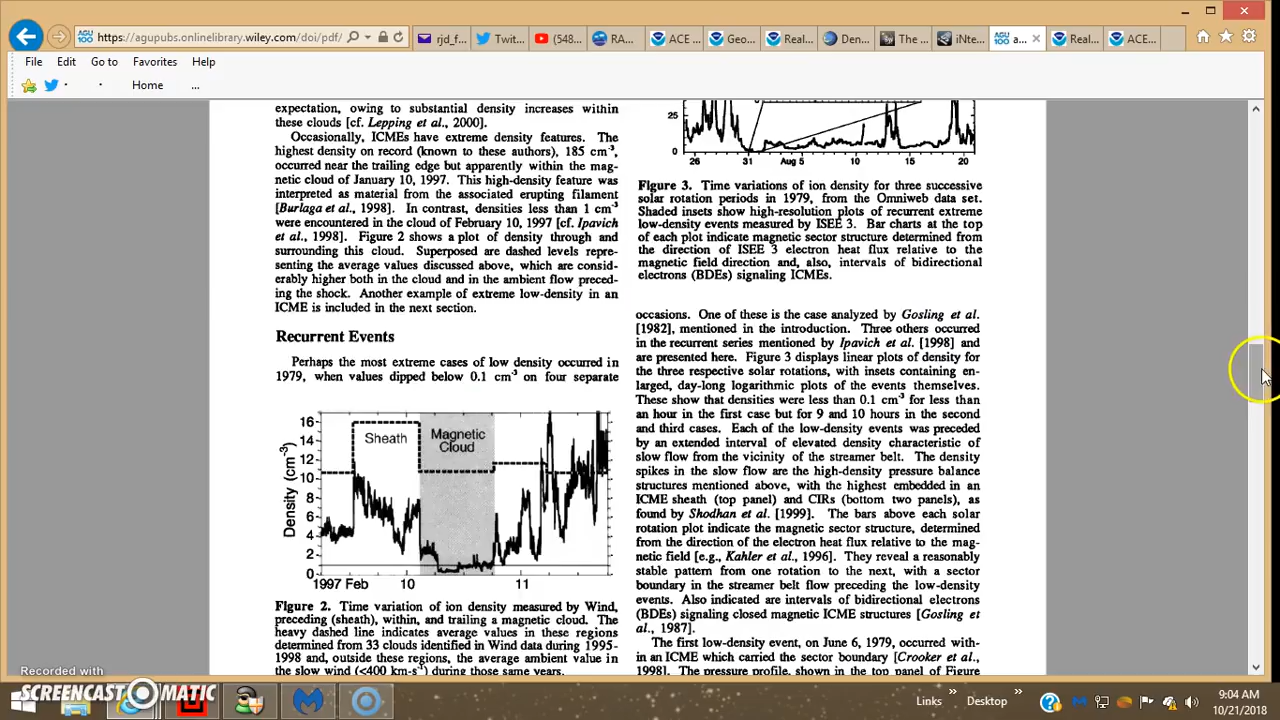 https://agupubs.onlinelibrary.wiley.com/doi/pdf/
rjd_f...
Twit...
(548...
RA...
ACE ...
Geo...
Real...
Den...
The ...
iNte...
a...
Real...
ACE...
File Edit Go to Favorites Help
Home ...
expectation, owing to substantial density increases within
these clouds [cf. Lepping et al., 2000].
Occasionally, ICMEs have extreme density features. The
highest density on record (known to these authors), 185 cm⁻³,
occurred near the trailing edge but apparently within the mag-
netic cloud of January 10, 1997. This high-density feature was
interpreted as material from the associated erupting filament
[Burlaga et al., 1998]. In contrast, densities less than 1 cm⁻³
were encountered in the cloud of February 10, 1997 [cf. Ipavich
et al., 1998]. Figure 2 shows a plot of density through and
surrounding this cloud. Superposed are dashed levels repre-
senting the average values discussed above, which are consid-
erably higher both in the cloud and in the ambient flow preced-
ing the shock. Another example of extreme low-density in an
ICME is included in the next section.
Recurrent Events
Perhaps the most extreme cases of low density occurred in
1979, when values dipped below 0.1 cm⁻³ on four separate
16
14
12
10
8
6
4
2
0
Density (cm⁻³)
Sheath
Magnetic
Cloud
1997 Feb 10 11
Figure 2. Time variation of ion density measured by Wind,
preceding (sheath), within, and trailing a magnetic cloud. The
heavy dashed line indicates average values in these regions
determined from 33 clouds identified in Wind data during 1995-
1998 and, outside these regions, the average ambient value in
the slow wind (<400 km-s⁻¹) during those same years.
25
0
26 31 Aug 5 10 15 20
Figure 3. Time variations of ion density for three successive
solar rotation periods in 1979, from the Omniweb data set.
Shaded insets show high-resolution plots of recurrent extreme
low-density events measured by ISEE 3. Bar charts at the top
of each plot indicate magnetic sector structure determined from
the direction of ISEE 3 electron heat flux relative to the
magnetic field direction and, also, intervals of bidirectional
electrons (BDEs) signaling ICMEs.
occasions. One of these is the case analyzed by Gosling et al.
[1982], mentioned in the introduction. Three others occurred
in the recurrent series mentioned by Ipavich et al. [1998] and
are presented here. Figure 3 displays linear plots of density for
the three respective solar rotations, with insets containing en-
larged, day-long logarithmic plots of the events themselves.
These show that densities were less than 0.1 cm⁻³ for less than
an hour in the first case but for 9 and 10 hours in the second
and third cases. Each of the low-density events was preceded
by an extended interval of elevated density characteristic of
slow flow from the vicinity of the streamer belt. The density
spikes in the slow flow are the high-density pressure balance
structures mentioned above, with the highest embedded in an
ICME sheath (top panel) and CIRs (bottom two panels), as
found by Shodhan et al. [1999]. The bars above each solar
rotation plot indicate the magnetic sector structure, determined
from the direction of the electron heat flux relative to the mag-
netic field [e.g., Kahler et al., 1996]. They reveal a reasonably
stable pattern from one rotation to the next, with a sector
boundary in the streamer belt flow preceding the low-density
events. Also indicated are intervals of bidirectional electrons
(BDEs) signaling closed magnetic ICME structures [Gosling et
al., 1987].
The first low-density event, on June 6, 1979, occurred with-
in an ICME which carried the sector boundary [Crooker et al.,
1998]. The pressure profile, shown in the top panel of Figure
Recorded with
SCREENCAST-O-MATIC
Links
Desktop
9:04 AM
10/21/2018